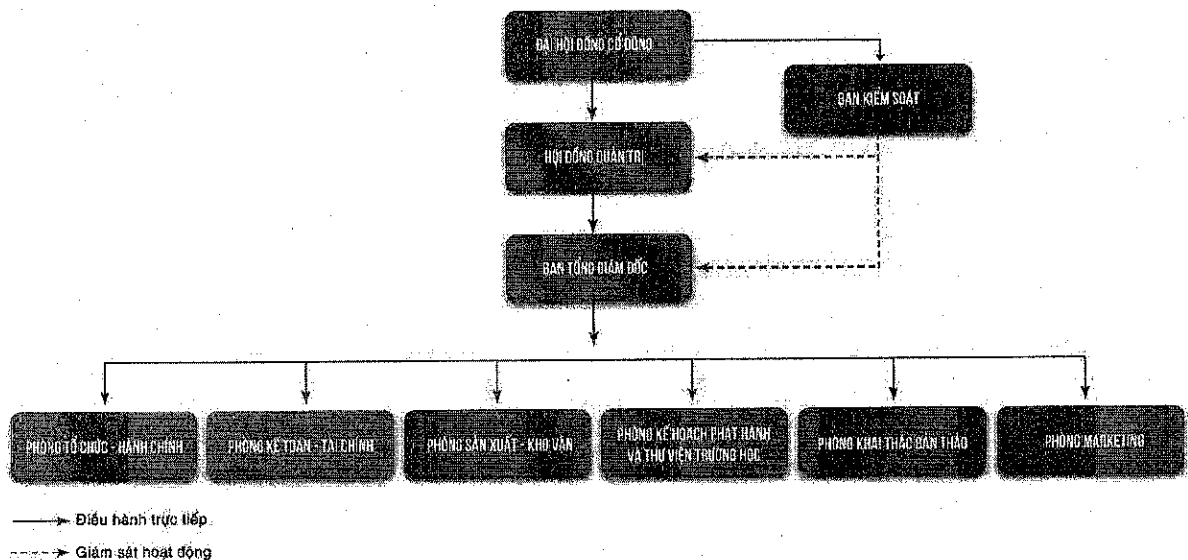 ĐẠI HỘI ĐỒNG CỔ ĐÔNG
BAN KIỂM SOÁT
HỘI ĐỒNG QUẢN TRỊ
BAN TỔNG GIÁM ĐỐC
PHÒNG TỔ CHỨC - HÀNH CHÍNH
PHÒNG KẾ TOÁN - TÀI CHÍNH
PHÒNG SẢN XUẤT - KHO VẬN
PHÒNG KẾ HOẠCH PHÁT HÀNH
VÀ THƯ VIỆN TRƯỜNG HỌC
PHÒNG KHAI THÁC BẢN THẢO
PHÒNG MARKETING
Điều hành trực tiếp
Giám sát hoạt động